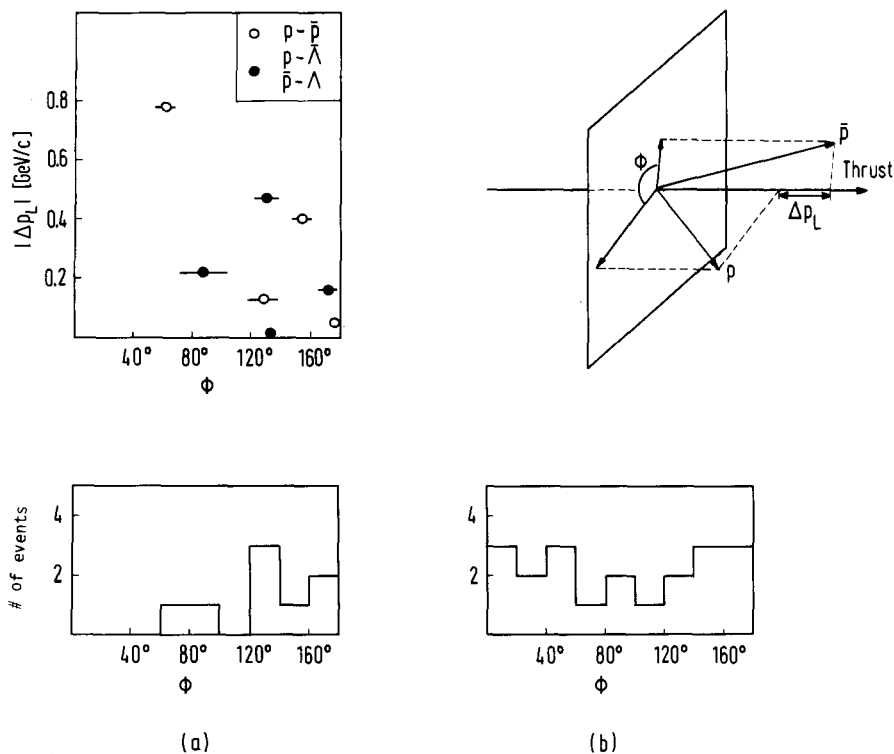 ○ p - p̄
p - Λ̄
● p̄ - Λ
|Δp_L| [GeV/c]
0.8
0.6
0.4
0.2
40° 80° 120° 160°
Φ
p̄
Φ
Thrust
Δp_L
p
# of events
4
2
40° 80° 120° 160°
Φ
4
2
40° 80° 120° 160°
Φ
(a)
(b)